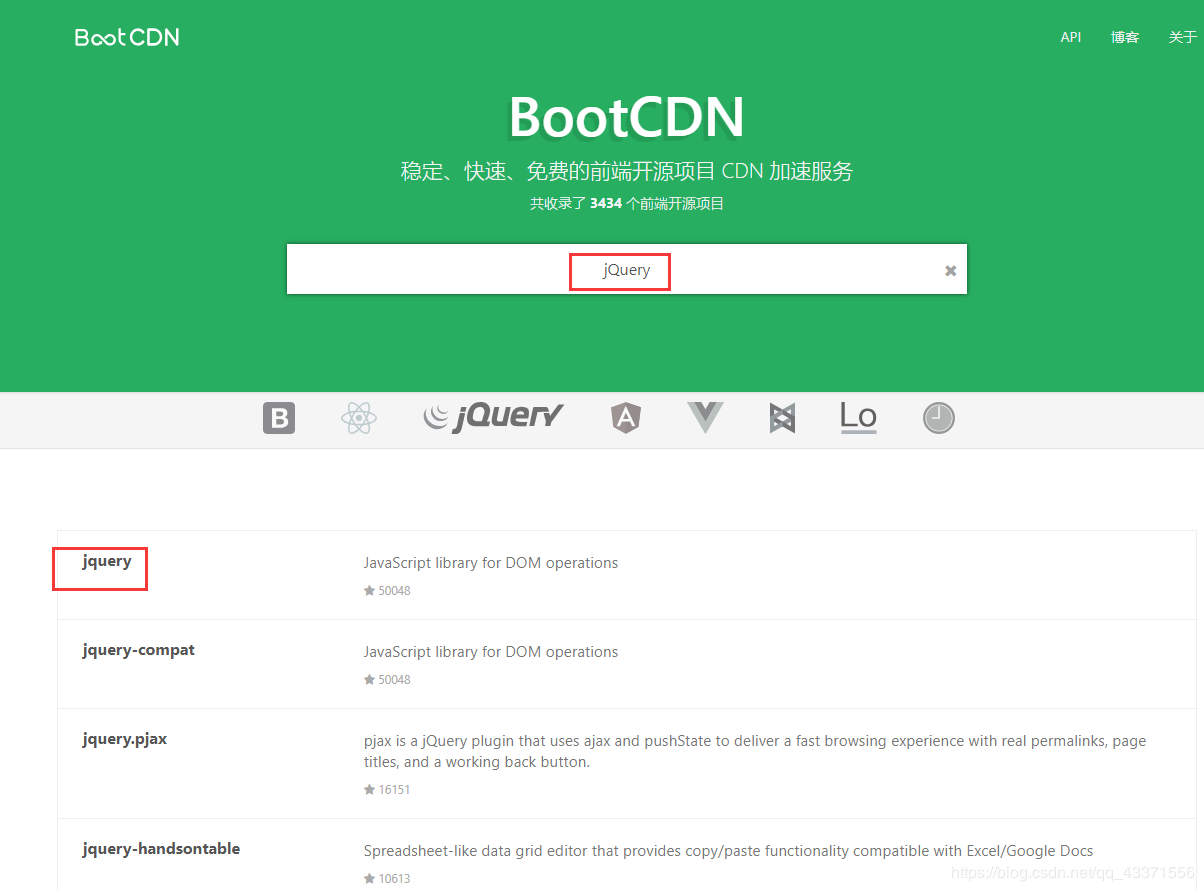 BootCDN
API 博客 关于
BootCDN
稳定、快速、免费的前端开源项目 CDN 加速服务
共收录了 3434 个前端开源项目
jQuery
B jQuery A Lo
jquery
JavaScript library for DOM operations
50048
jquery-compat
JavaScript library for DOM operations
50048
jquery.pjax
pjax is a jQuery plugin that uses ajax and pushState to deliver a fast browsing experience with real permalinks, page
titles, and a working back button.
16151
jquery-handsontable
Spreadsheet-like data grid editor that provides copy/paste functionality compatible with Excel/Google Docs
10613
https://blog.csdn.net/qq_43371556